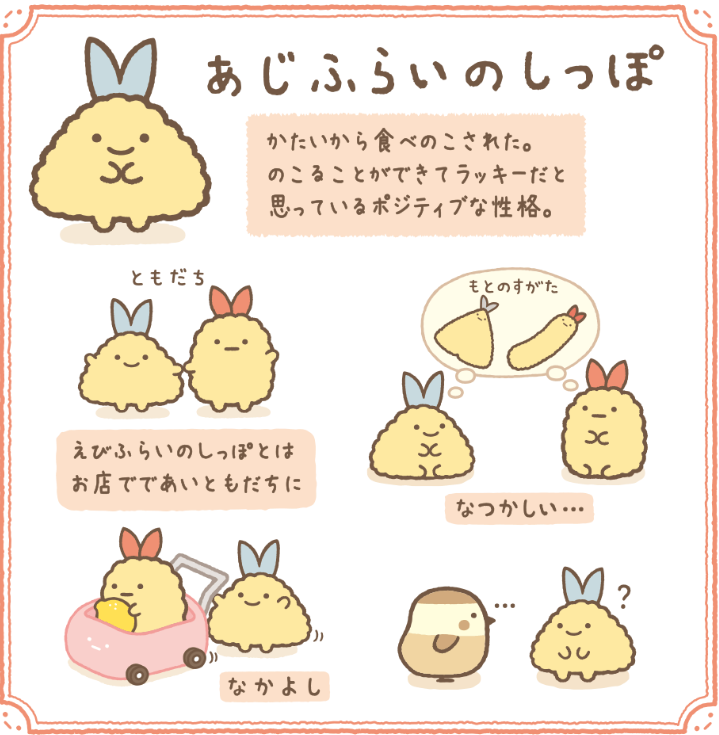 あじふらいのしっぽ
かたいから食べのこされた。
のこることができてラッキーだと
思っているポジティブな性格。
ともだち
えびふらいのしっぽとは
お店でであいともだちに
もとのすがた
なつかしい…
なかよし
…
?